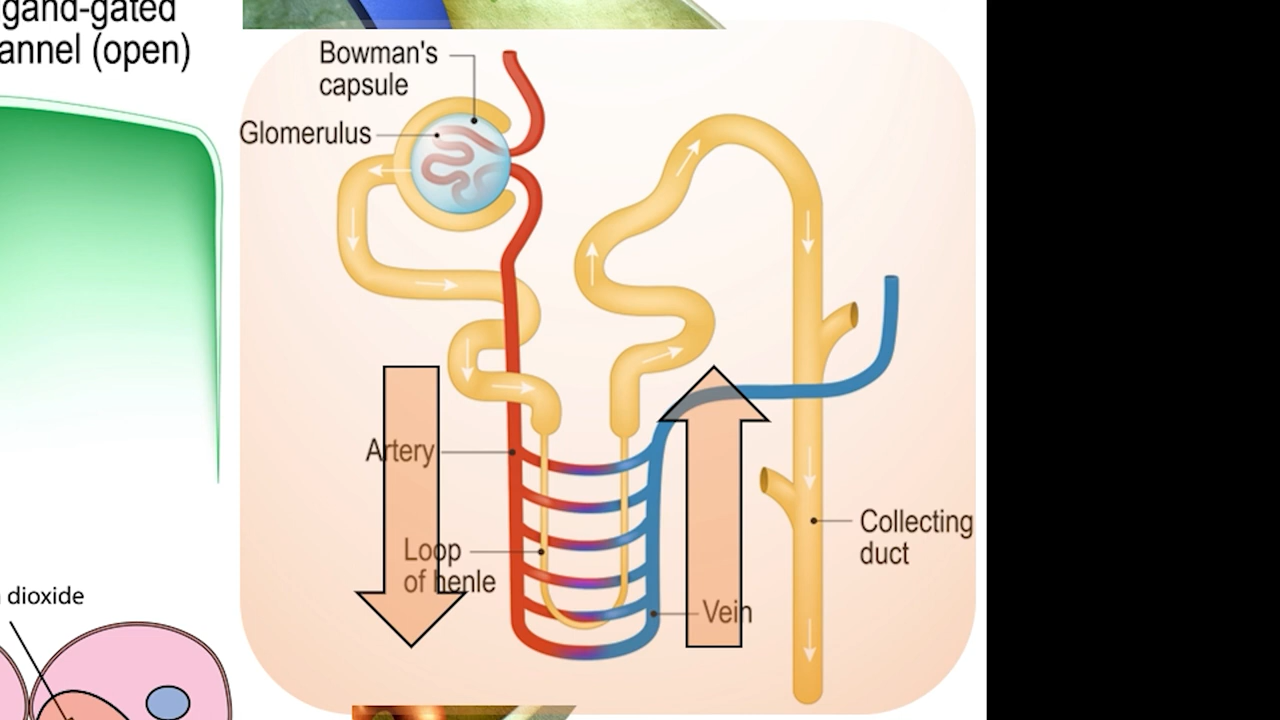 gand-gated
annel (open)
Bowman's
capsule
Glomerulus
Artery
Loop
of henle
Vein
Collecting
duct
dioxide